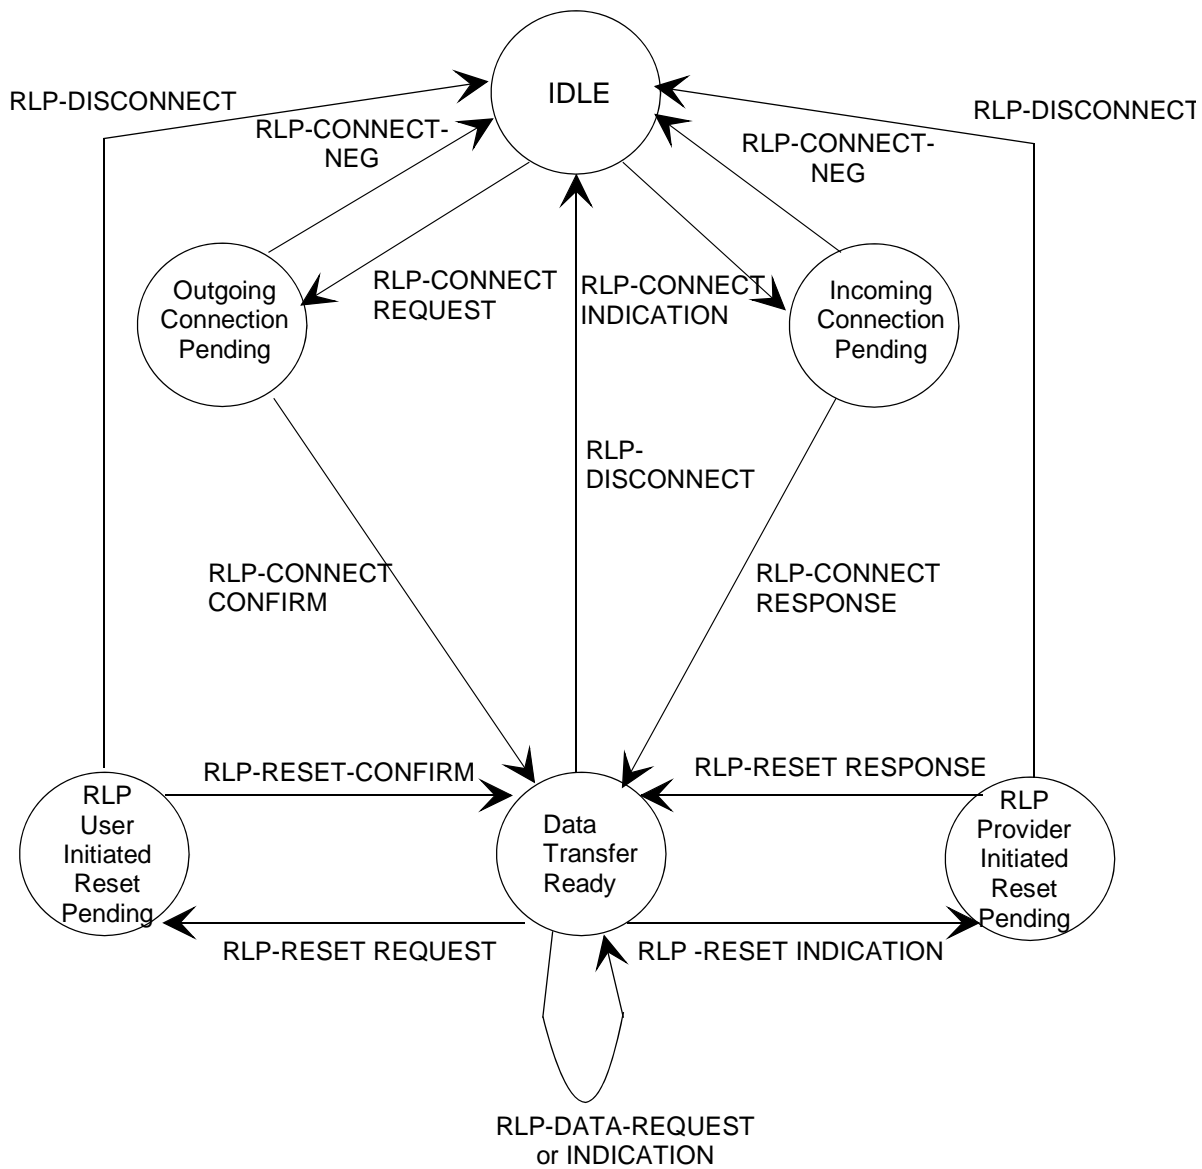 IDLE
RLP-DISCONNECT
RLP-DISCONNECT
RLP-CONNECT-
NEG
RLP-CONNECT-
NEG
Outgoing
Connection
Pending
RLP-CONNECT
REQUEST
RLP-CONNECT
INDICATION
Incoming
Connection
Pending
RLP-
DISCONNECT
RLP-CONNECT
CONFIRM
RLP-CONNECT
RESPONSE
RLP-RESET-CONFIRM
RLP-RESET RESPONSE
RLP
User
Initiated
Reset
Pending
Data
Transfer
Ready
RLP
Provider
Initiated
Reset
Pending
RLP-RESET REQUEST
RLP -RESET INDICATION
RLP-DATA-REQUEST
or INDICATION